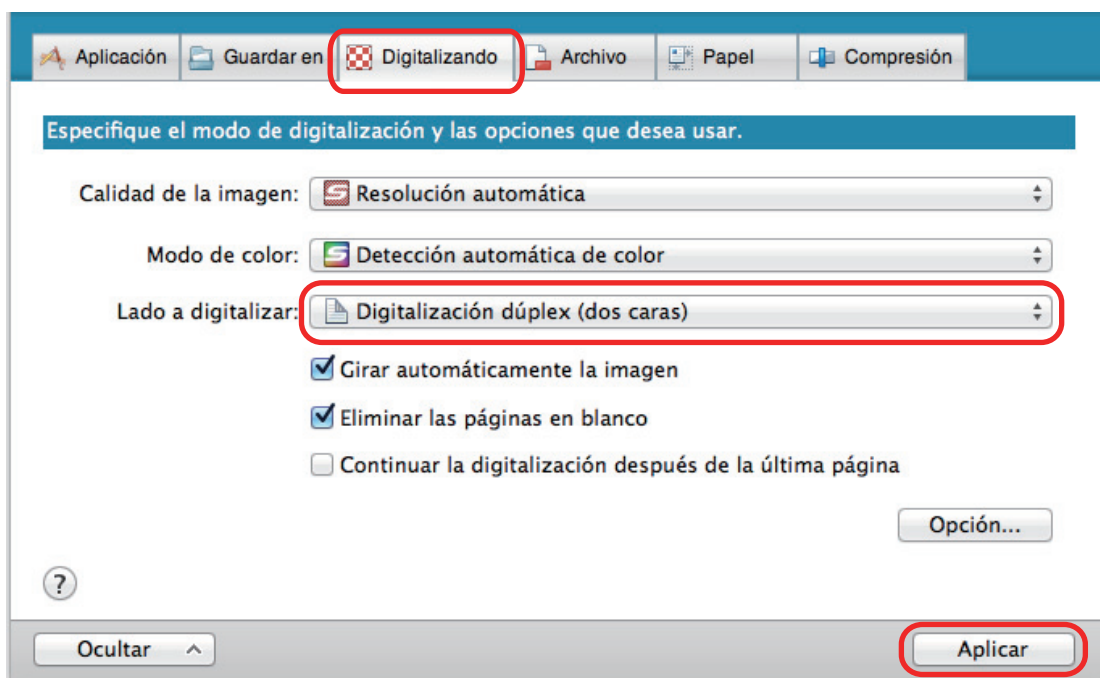 Aplicación Guardar en Digitalizando Archivo Papel Compresión
Especifique el modo de digitalización y las opciones que desea usar.
Calidad de la imagen: Resolución automática
Modo de color: Detección automática de color
Lado a digitalizar: Digitalización dúplex (dos caras)
Girar automáticamente la imagen
Eliminar las páginas en blanco
Continuar la digitalización después de la última página
Opción...
?
Ocultar Aplicar